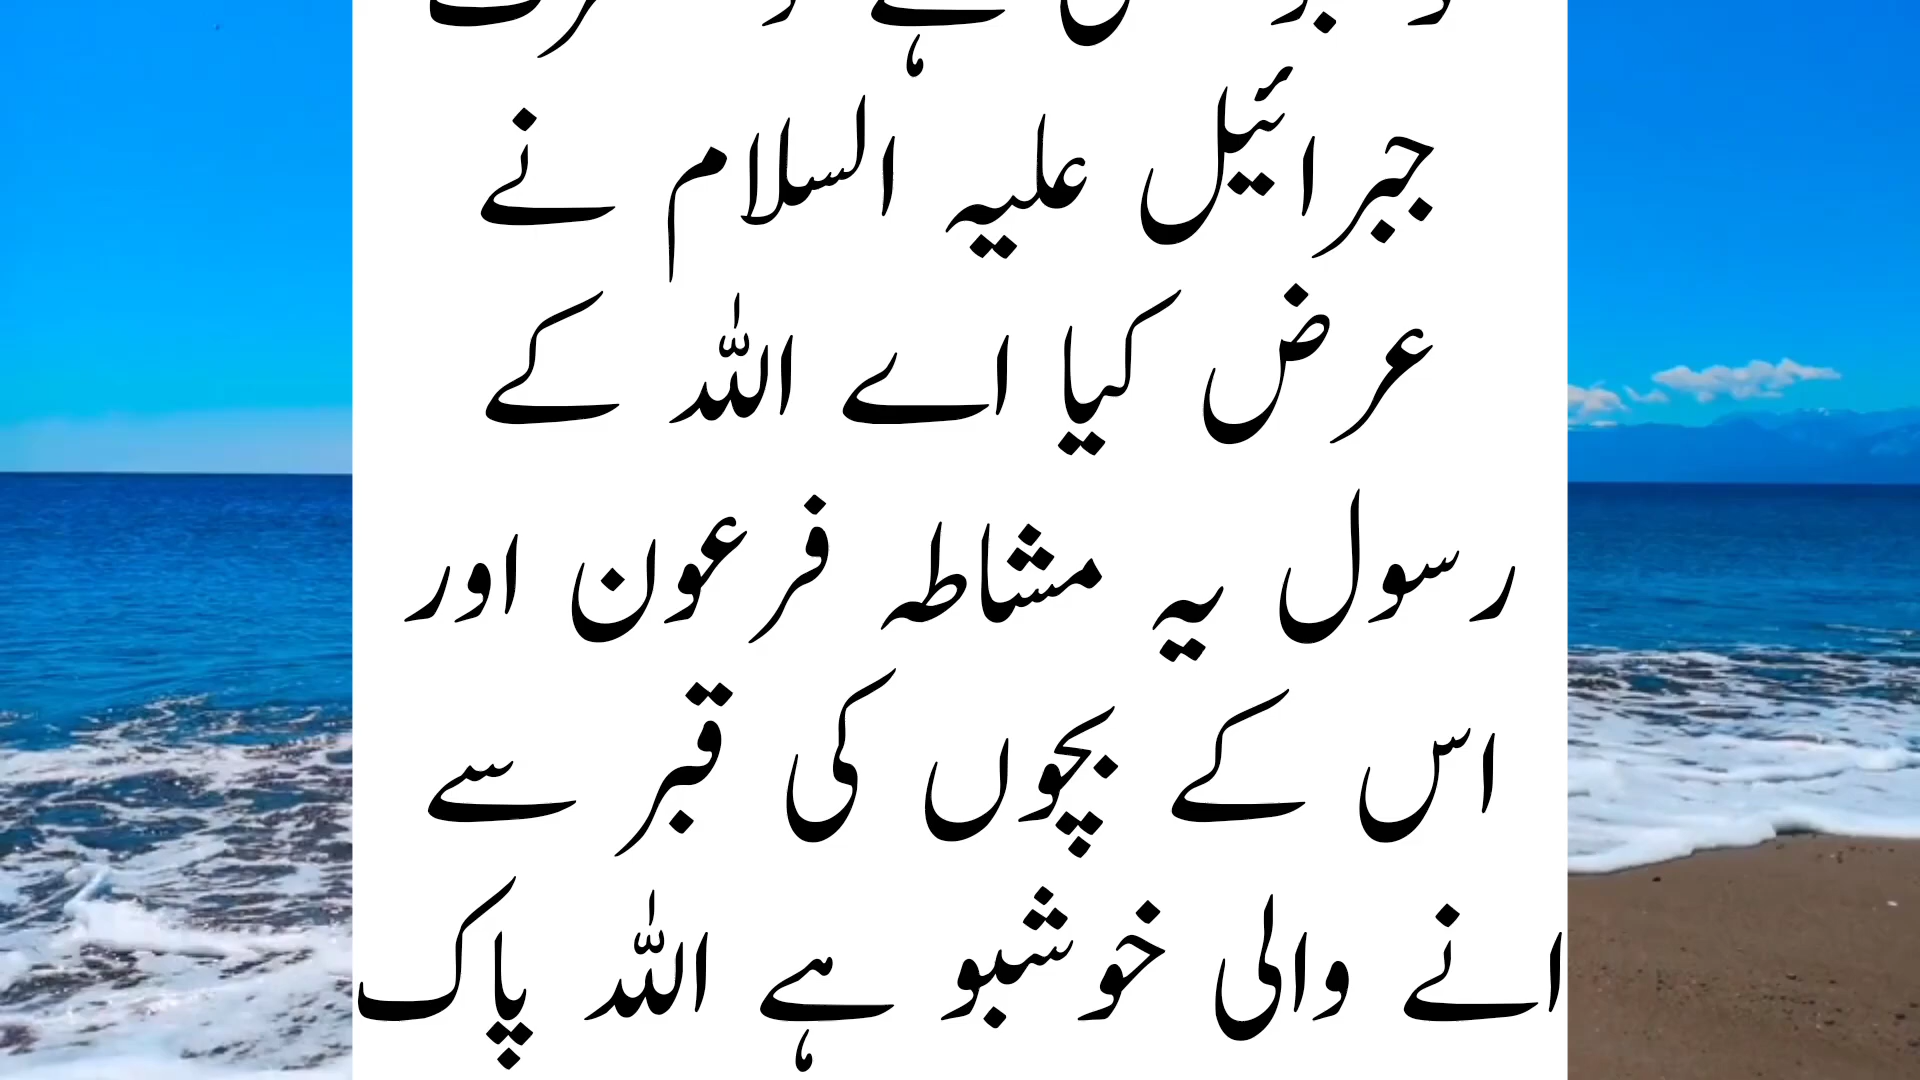 جبرائیل علیہ السلام نے
عرض کیا اے اللہ کے
رسول یہ مشاطہ فرعون اور
اس کے بچوں کی قبر سے
انے والی خوشبو ہے اللہ پاک